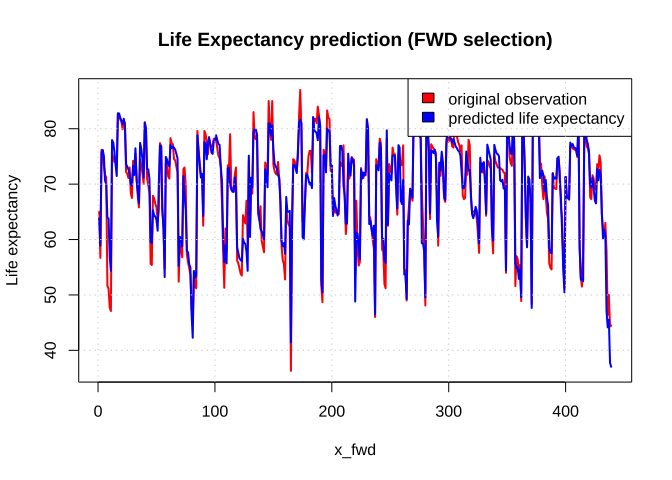 Life Expectancy prediction (FWD selection)
original observation
predicted life expectancy
Life expectancy
80
70
60
50
40
0 100 200 300 400
x_fwd